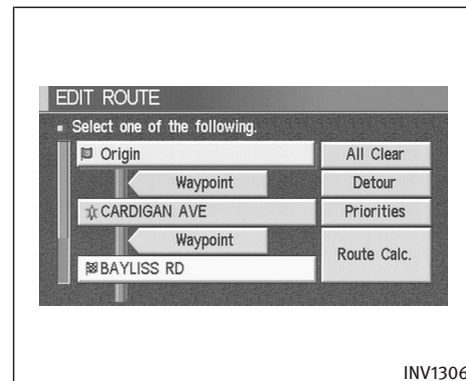 EDIT ROUTE
Select one of the following.
Origin
All Clear
Waypoint
Detour
CARDIGAN AVE
Priorities
Waypoint
Route Calc.
BAYLISS RD
INV1306